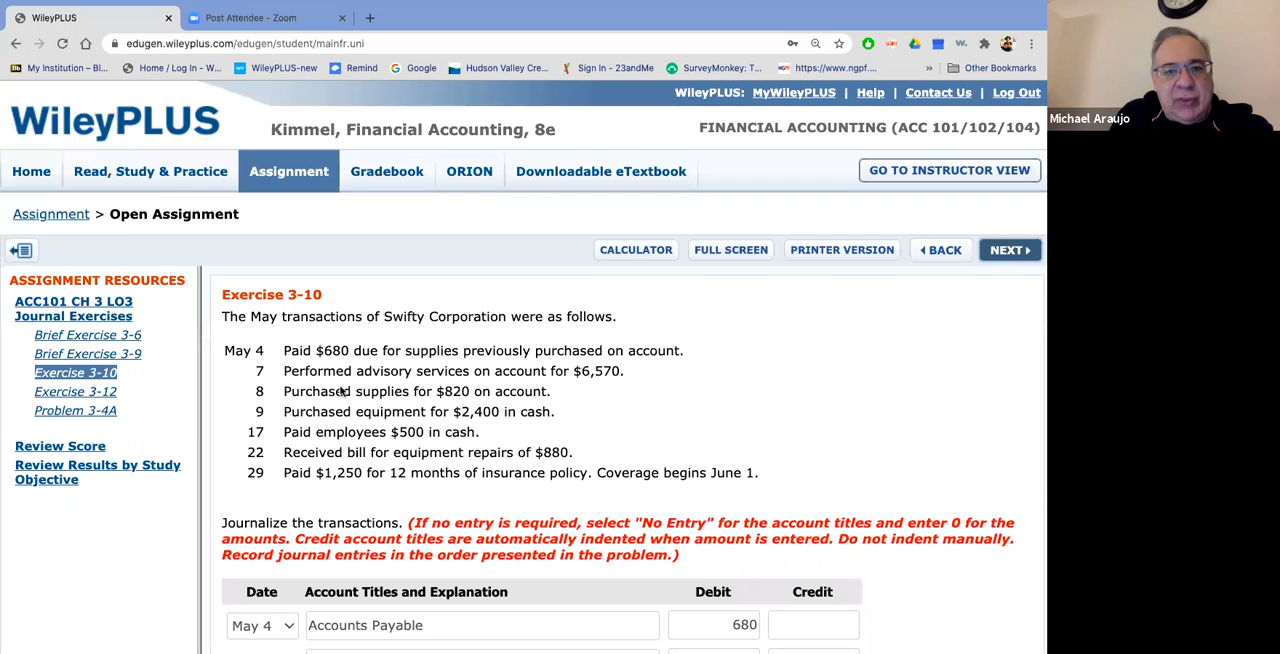 WileyPLUS
Post Attendee - Zoom
edugen.wileyplus.com/edugen/student/mainfr.uni
My Institution – Bl...
Home / Log In - W...
WileyPLUS-new
Remind
Google
Hudson Valley Cre...
Sign In - 23andMe
SurveyMonkey: T...
https://www.ngpf....
Other Bookmarks
Michael Araujo
WileyPLUS: MyWileyPLUS | Help | Contact Us | Log Out
WileyPLUS
Kimmel, Financial Accounting, 8e
FINANCIAL ACCOUNTING (ACC 101/102/104)
Home
Read, Study & Practice
Assignment
Gradebook
ORION
Downloadable eTextbook
GO TO INSTRUCTOR VIEW
Assignment > Open Assignment
CALCULATOR
FULL SCREEN
PRINTER VERSION
BACK
NEXT
ASSIGNMENT RESOURCES
ACC101 CH 3 LO3
Journal Exercises
Brief Exercise 3-6
Brief Exercise 3-9
Exercise 3-10
Exercise 3-12
Problem 3-4A
Review Score
Review Results by Study
Objective
Exercise 3-10
The May transactions of Swifty Corporation were as follows.
May 4 Paid $680 due for supplies previously purchased on account.
7 Performed advisory services on account for $6,570.
8 Purchased supplies for $820 on account.
9 Purchased equipment for $2,400 in cash.
17 Paid employees $500 in cash.
22 Received bill for equipment repairs of $880.
29 Paid $1,250 for 12 months of insurance policy. Coverage begins June 1.
Journalize the transactions. (If no entry is required, select "No Entry" for the account titles and enter 0 for the
amounts. Credit account titles are automatically indented when amount is entered. Do not indent manually.
Record journal entries in the order presented in the problem.)
Date Account Titles and Explanation Debit Credit
May 4 Accounts Payable 680